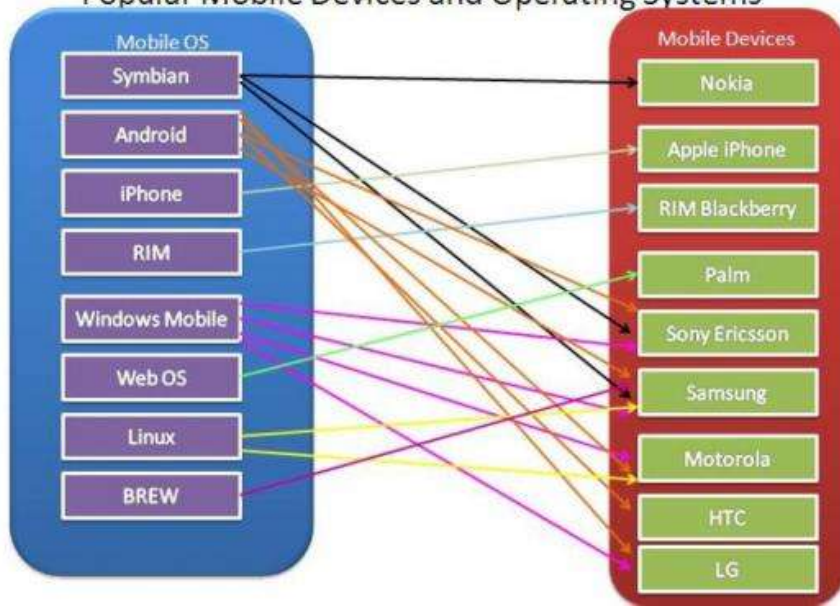 Popular Mobile Devices and Operating Systems
Mobile OS
Symbian
Android
iPhone
RIM
Windows Mobile
Web OS
Linux
BREW
Mobile Devices
Nokia
Apple iPhone
RIM Blackberry
Palm
Sony Ericsson
Samsung
Motorola
HTC
LG